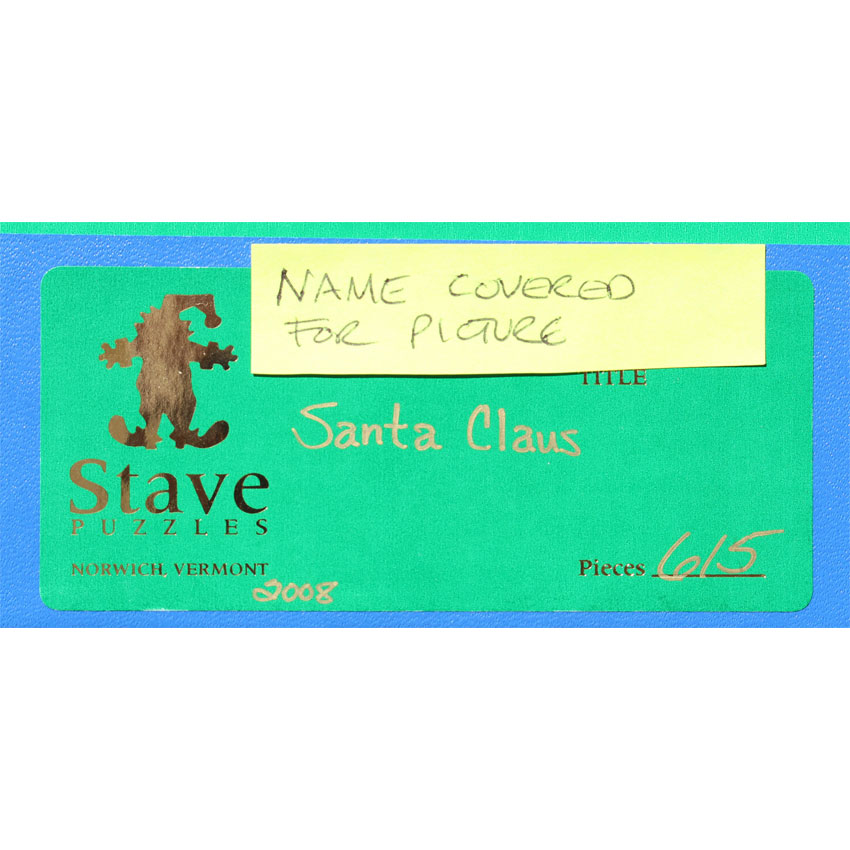 NAME COVERED
FOR PICTURE
TITLE
Santa Claus
Stave
PUZZLES
NORWICH, VERMONT
2008
Pieces 615